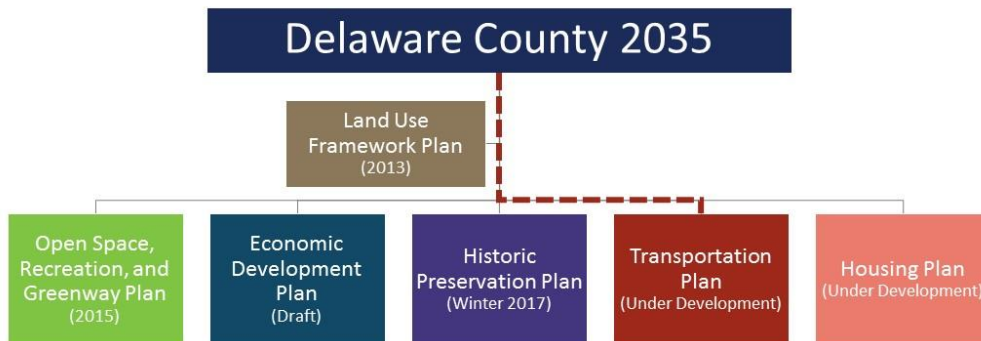 Delaware County 2035
Land Use
Framework Plan
(2013)
Open Space,
Recreation, and
Greenway Plan
(2015)
Economic
Development
Plan
(Draft)
Historic
Preservation Plan
(Winter 2017)
Transportation
Plan
(Under Development)
Housing Plan
(Under Development)